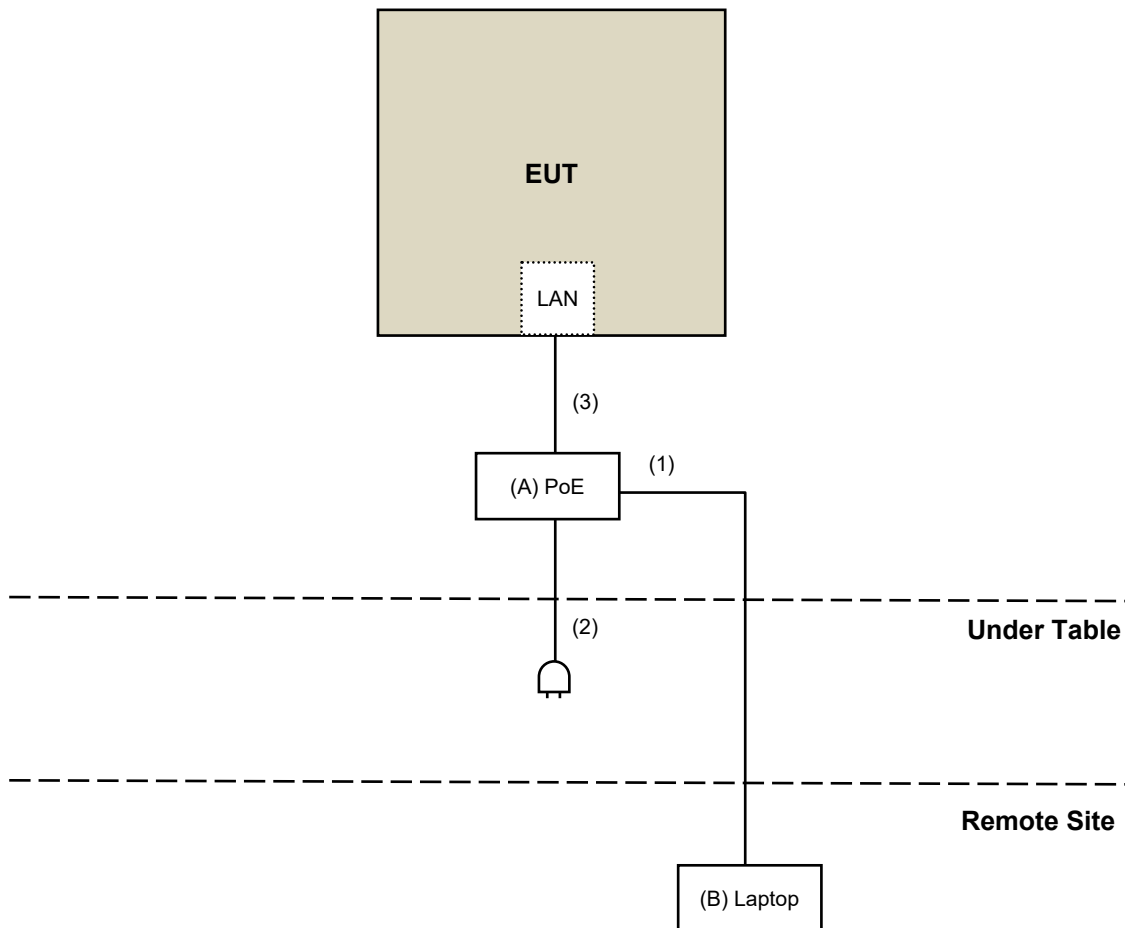 EUT
LAN
(3)
(1)
(A) PoE
(2)
Under Table
Remote Site
(B) Laptop